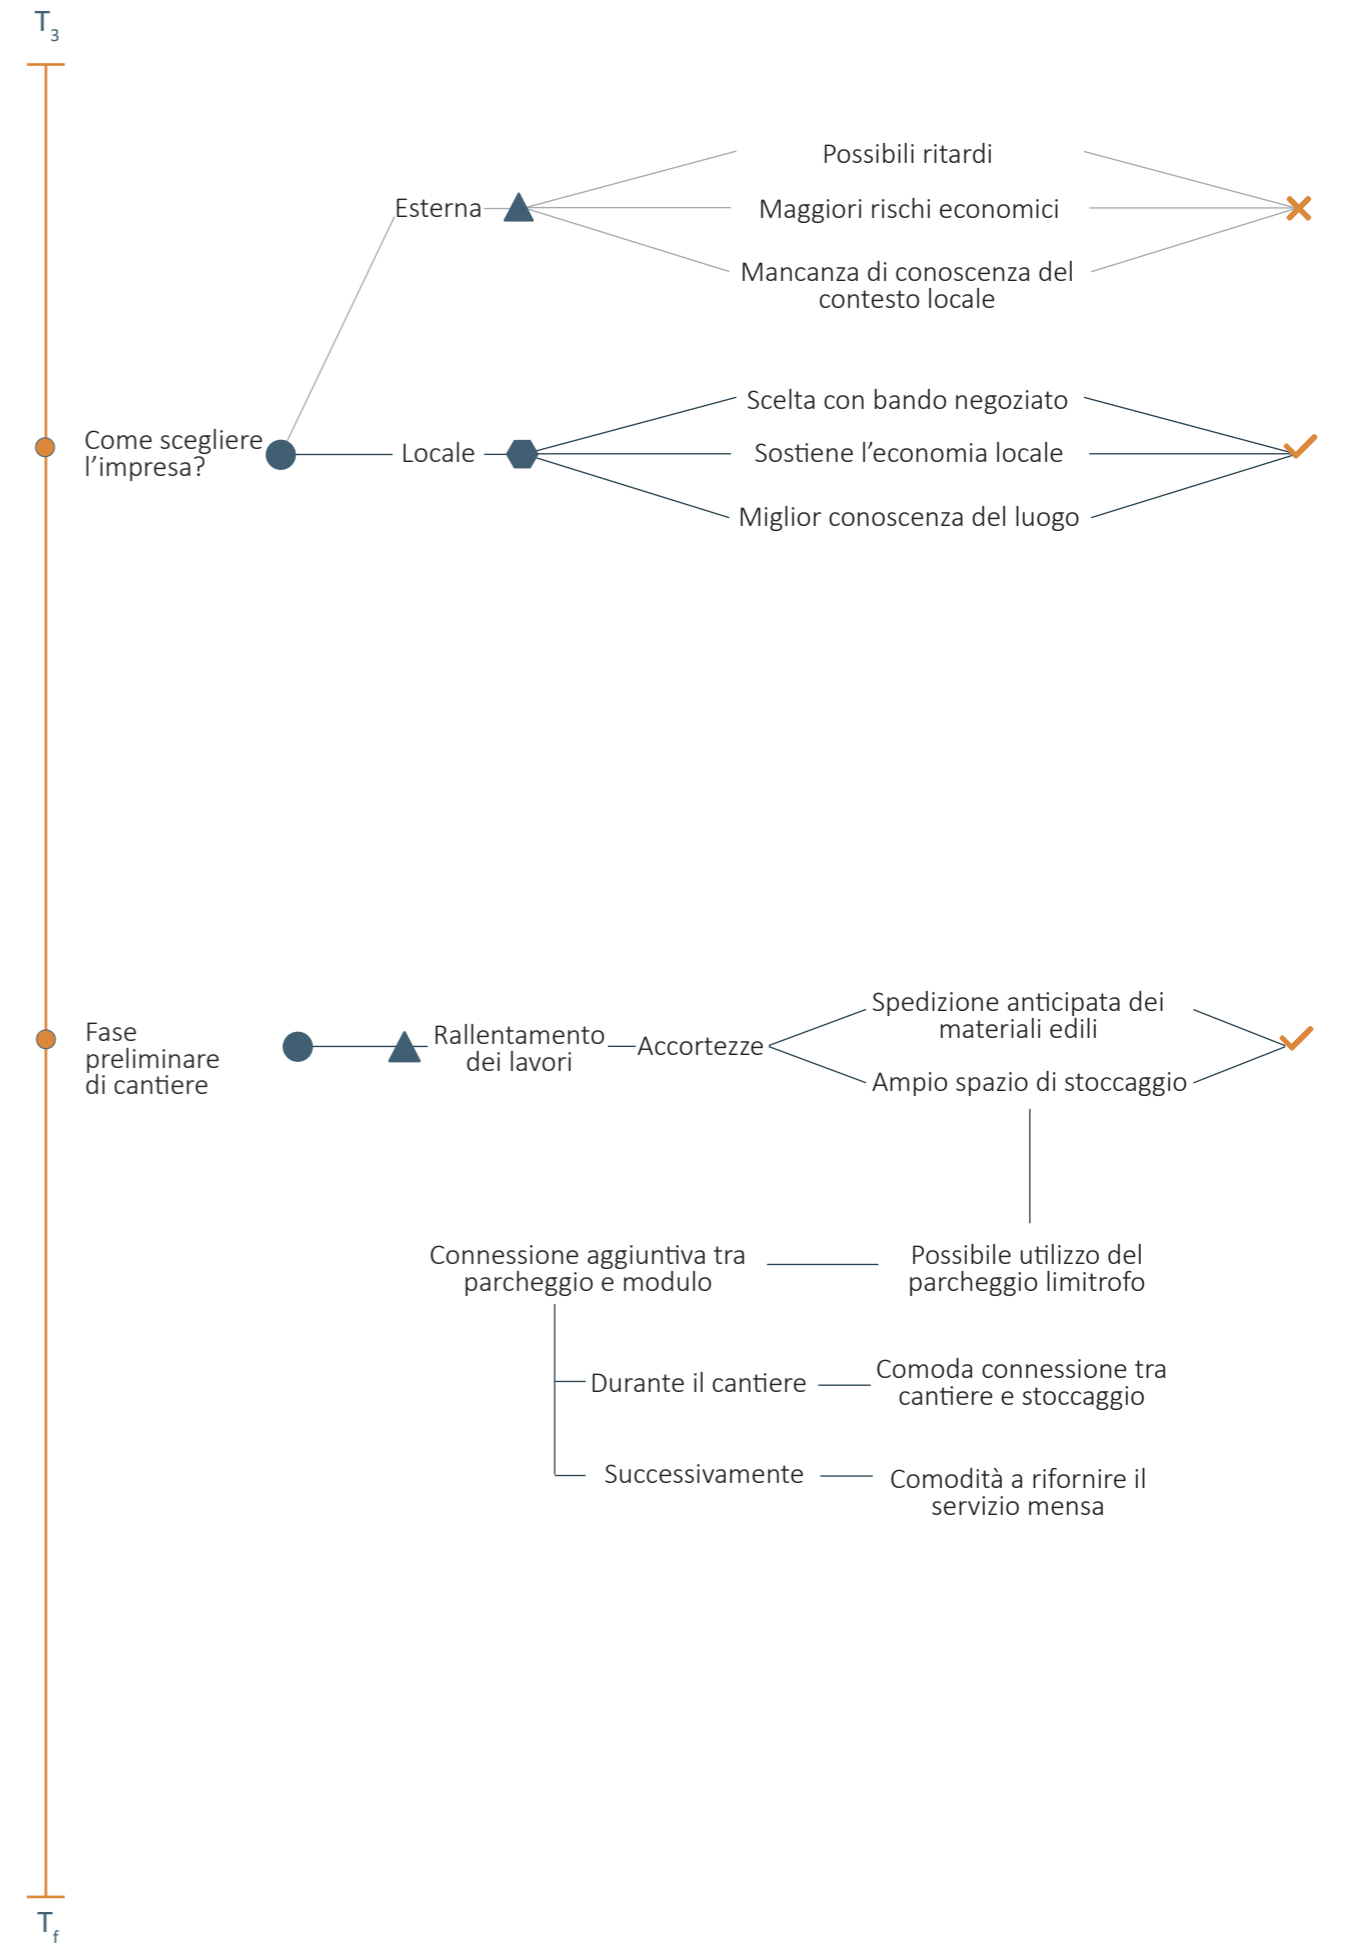 T3
Possibili ritardi
Esterna
Maggiori rischi economici
Mancanza di conoscenza del
contesto locale
Scelta con bando negoziato
Come scegliere
l'impresa?
Locale
Sostiene l'economia locale
Miglior conoscenza del luogo
Fase
preliminare
di cantiere
Rallentamento
dei lavori
Accortezze
Spedizione anticipata dei
materiali edili
Ampio spazio di stoccaggio
Connessione aggiuntiva tra
parcheggio e modulo
Possibile utilizzo del
parcheggio limitrofo
Durante il cantiere
Comoda connessione tra
cantiere e stoccaggio
Successivamente
Comodità a rifornire il
servizio mensa
Tf